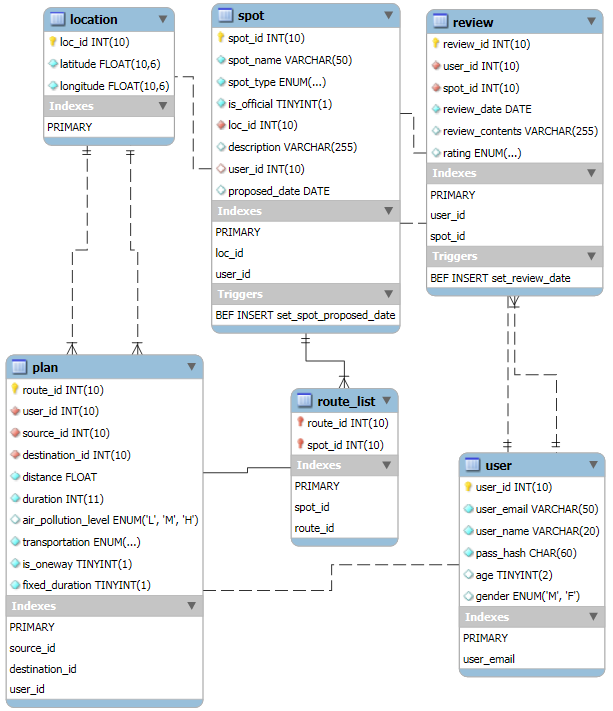 location
loc_id INT(10)
latitude FLOAT(10,6)
longitude FLOAT(10,6)
Indexes
PRIMARY
spot
spot_id INT(10)
spot_name VARCHAR(50)
spot_type ENUM(...)
is_official TINYINT(1)
loc_id INT(10)
description VARCHAR(255)
user_id INT(10)
proposed_date DATE
Indexes
PRIMARY
loc_id
user_id
Triggers
BEF INSERT set_spot_proposed_date
review
review_id INT(10)
user_id INT(10)
spot_id INT(10)
review_date DATE
review_contents VARCHAR(255)
rating ENUM(...)
Indexes
PRIMARY
user_id
spot_id
Triggers
BEF INSERT set_review_date
plan
route_id INT(10)
user_id INT(10)
source_id INT(10)
destination_id INT(10)
distance FLOAT
duration INT(11)
air_pollution_level ENUM('L', 'M', 'H')
transportation ENUM(...)
is_oneway TINYINT(1)
fixed_duration TINYINT(1)
Indexes
PRIMARY
source_id
destination_id
user_id
route_list
route_id INT(10)
spot_id INT(10)
Indexes
PRIMARY
spot_id
route_id
user
user_id INT(10)
user_email VARCHAR(50)
user_name VARCHAR(20)
pass_hash CHAR(60)
age TINYINT(2)
gender ENUM('M', 'F')
Indexes
PRIMARY
user_email